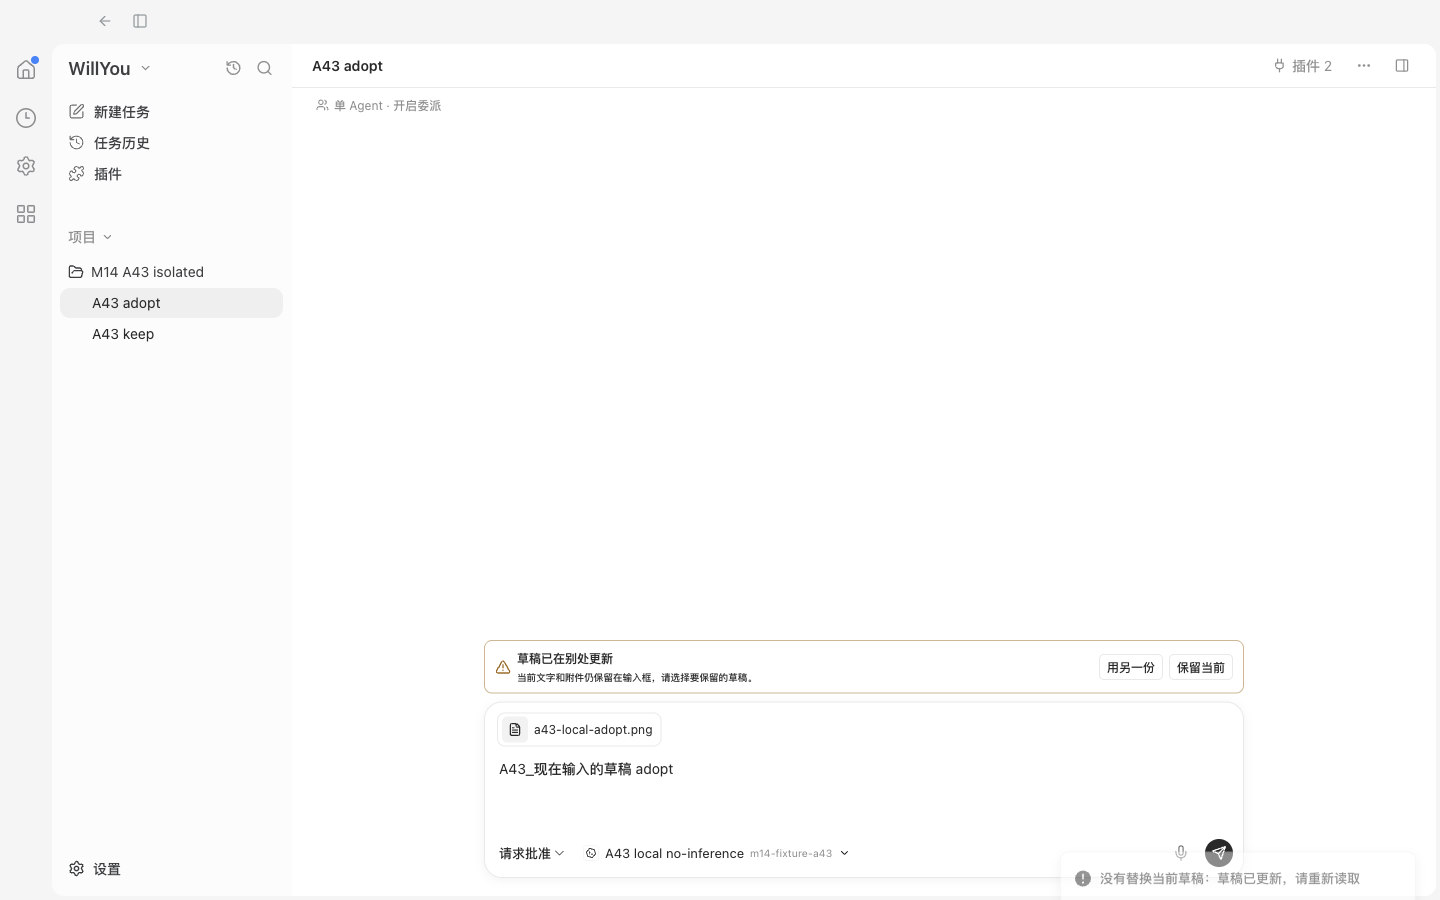 WillYou
新建任务
任务历史
插件
项目
M14 A43 isolated
A43 adopt
A43 keep
设置
A43 adopt
插件 2
单 Agent · 开启委派
草稿已在别处更新
当前文字和附件仍保留在输入框，请选择要保留的草稿。
用另一份
保留当前
a43-local-adopt.png
A43_现在输入的草稿 adopt
请求批准
A43 local no-inference m14-fixture-a43
没有替换当前草稿：草稿已更新，请重新读取